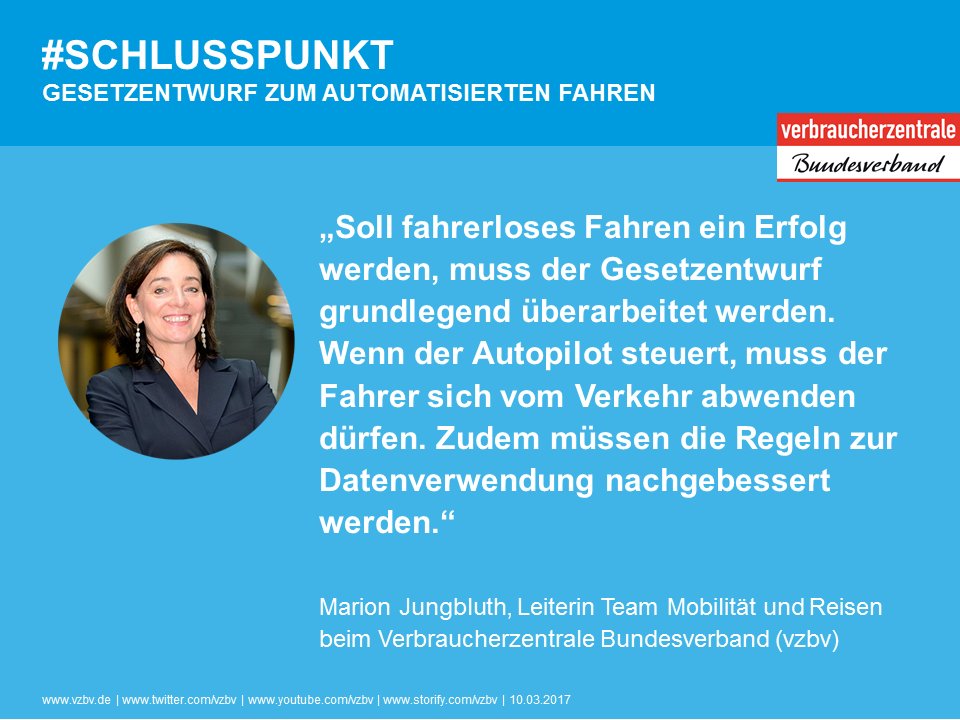 #SCHLUSSPUNKT
GESETZENTWURF ZUM AUTOMATISIERTEN FAHREN
verbraucherzentrale
Bundesverband
„Soll fahrerloses Fahren ein Erfolg
werden, muss der Gesetzentwurf
grundlegend überarbeitet werden.
Wenn der Autopilot steuert, muss der
Fahrer sich vom Verkehr abwenden
dürfen. Zudem müssen die Regeln zur
Datenverwendung nachgebessert
werden.“
Marion Jungbluth, Leiterin Team Mobilität und Reisen
beim Verbraucherzentrale Bundesverband (vzbv)
www.vzbv.de | www.twitter.com/vzbv | www.youtube.com/vzbv | www.storify.com/vzbv | 10.03.2017